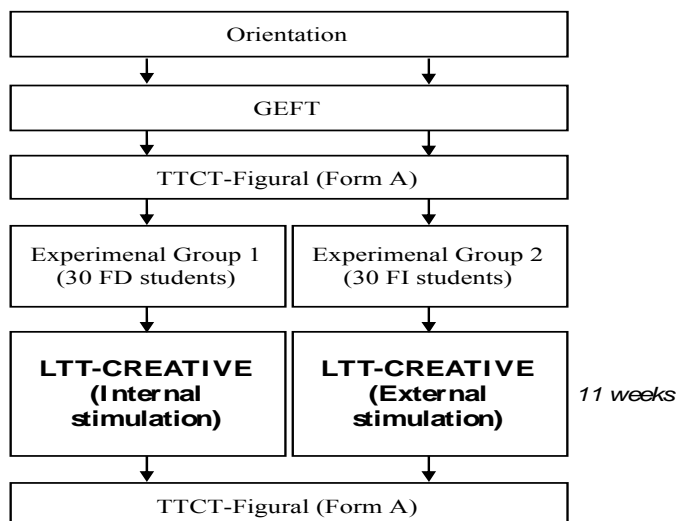 Orientation
GEFT
TTCT-Figural (Form A)
Experimenal Group 1
(30 FD students)
Experimenal Group 2
(30 FI students)
LTT-CREATIVE
(Internal
stimulation)
LTT-CREATIVE
(External
stimulation)
11 weeks
TTCT-Figural (Form A)